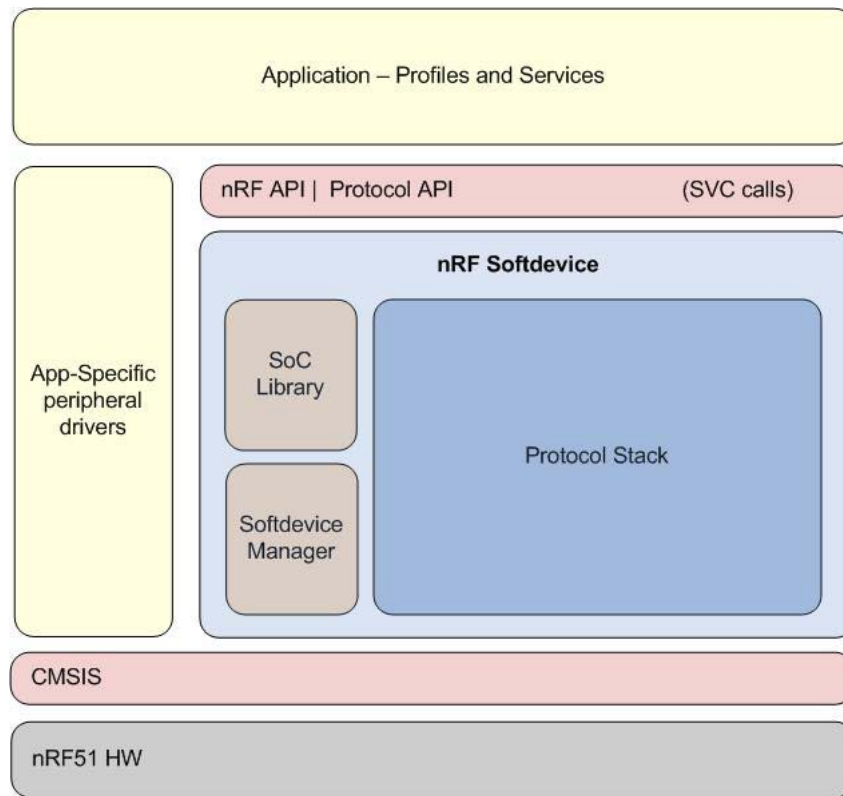 Application – Profiles and Services
nRF API | Protocol API (SVC calls)
nRF Softdevice
App-Specific
peripheral
drivers
SoC
Library
Protocol Stack
Softdevice
Manager
CMSIS
nRF51 HW